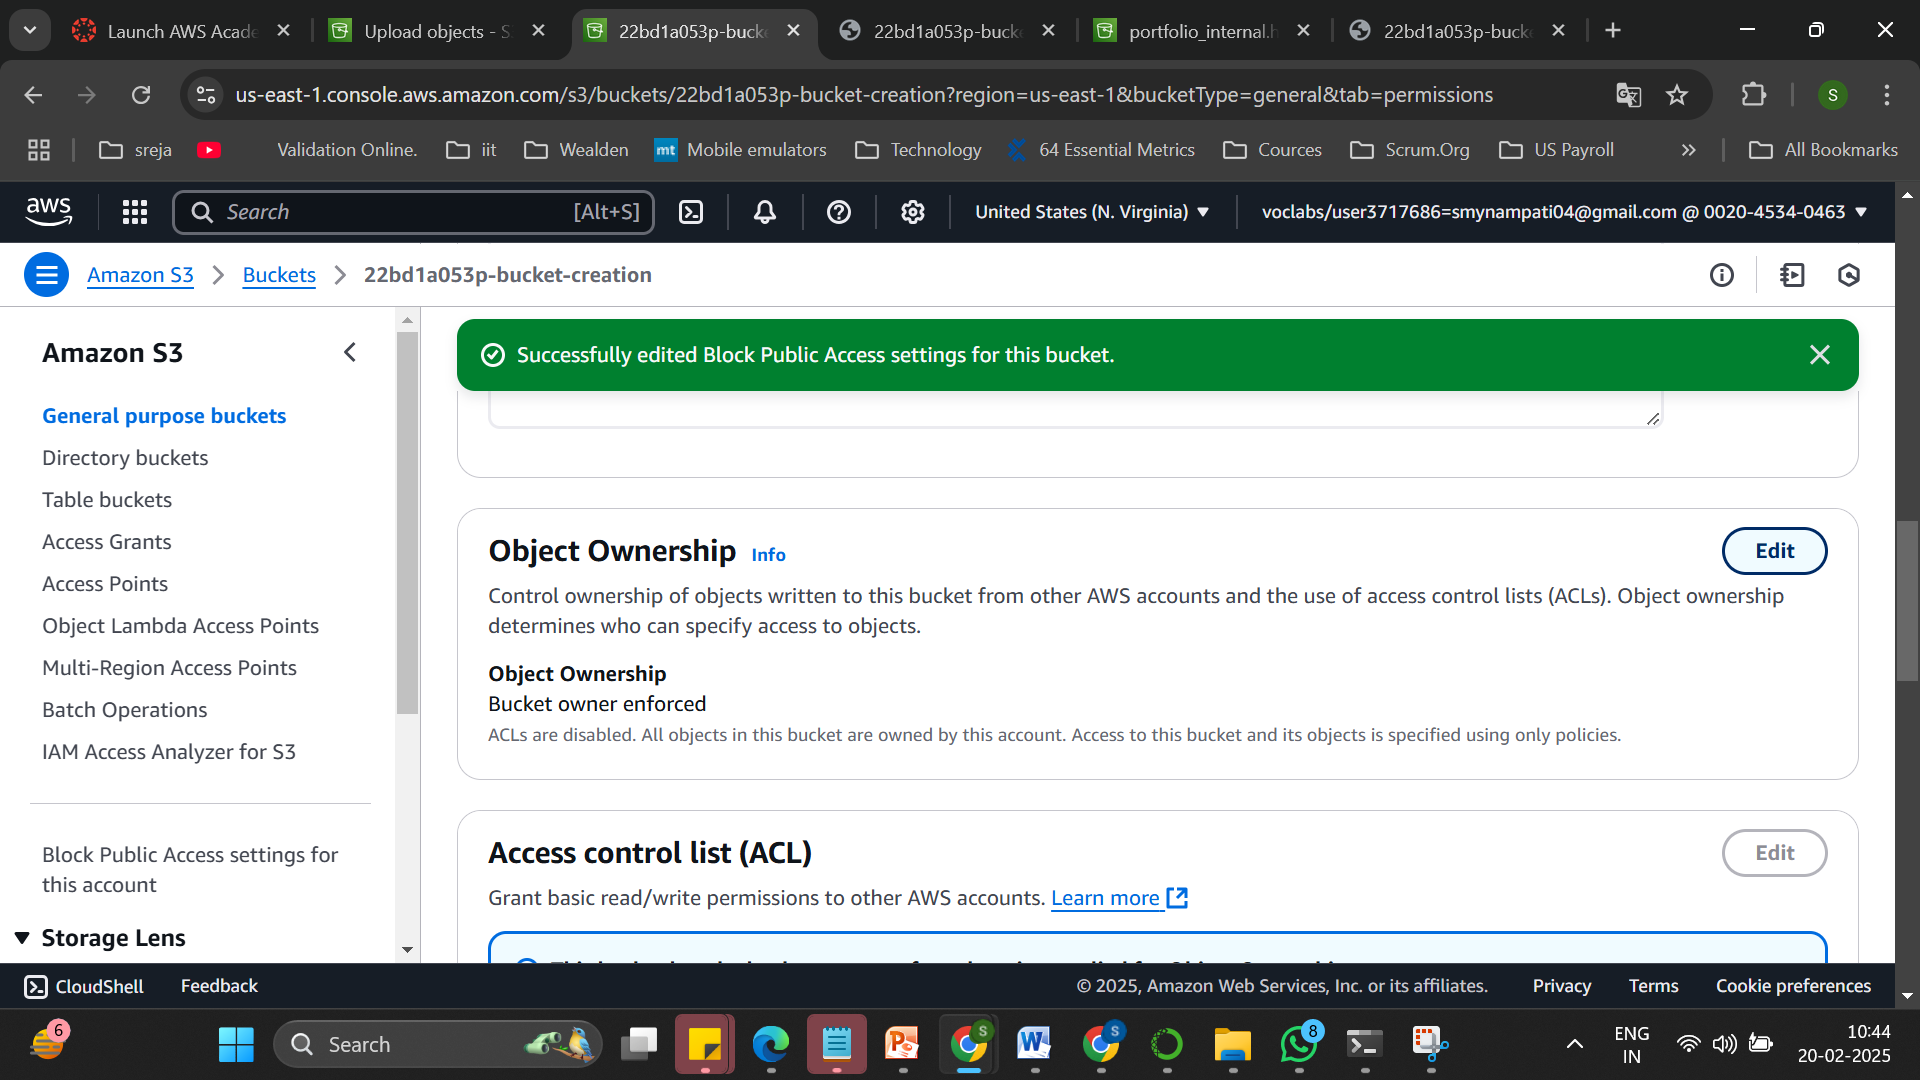 Launch AWS Acade
Upload objects - S
22bd1a053p-bucke
22bd1a053p-bucke
portfolio_internal.h
22bd1a053p-bucke
us-east-1.console.aws.amazon.com/s3/buckets/22bd1a053p-bucket-creation?region=us-east-1&bucketType=general&tab=permissions
S
sreja
Validation Online.
iit
Wealden
mt Mobile emulators
Technology
64 Essential Metrics
Cources
Scrum.Org
US Payroll
All Bookmarks
aws
Search [Alt+S]
United States (N. Virginia)
voclabs/user3717686=smynampati04@gmail.com @ 0020-4534-0463
Amazon S3 > Buckets > 22bd1a053p-bucket-creation
Amazon S3
General purpose buckets
Directory buckets
Table buckets
Access Grants
Access Points
Object Lambda Access Points
Multi-Region Access Points
Batch Operations
IAM Access Analyzer for S3
Block Public Access settings for
this account
Storage Lens
Successfully edited Block Public Access settings for this bucket.
Object Ownership Info
Edit
Control ownership of objects written to this bucket from other AWS accounts and the use of access control lists (ACLs). Object ownership
determines who can specify access to objects.
Object Ownership
Bucket owner enforced
ACLs are disabled. All objects in this bucket are owned by this account. Access to this bucket and its objects is specified using only policies.
Access control list (ACL)
Edit
Grant basic read/write permissions to other AWS accounts. Learn more
CloudShell
Feedback
© 2025, Amazon Web Services, Inc. or its affiliates.
Privacy
Terms
Cookie preferences
6
Search
S
S
8
ENG
IN
10:44
20-02-2025